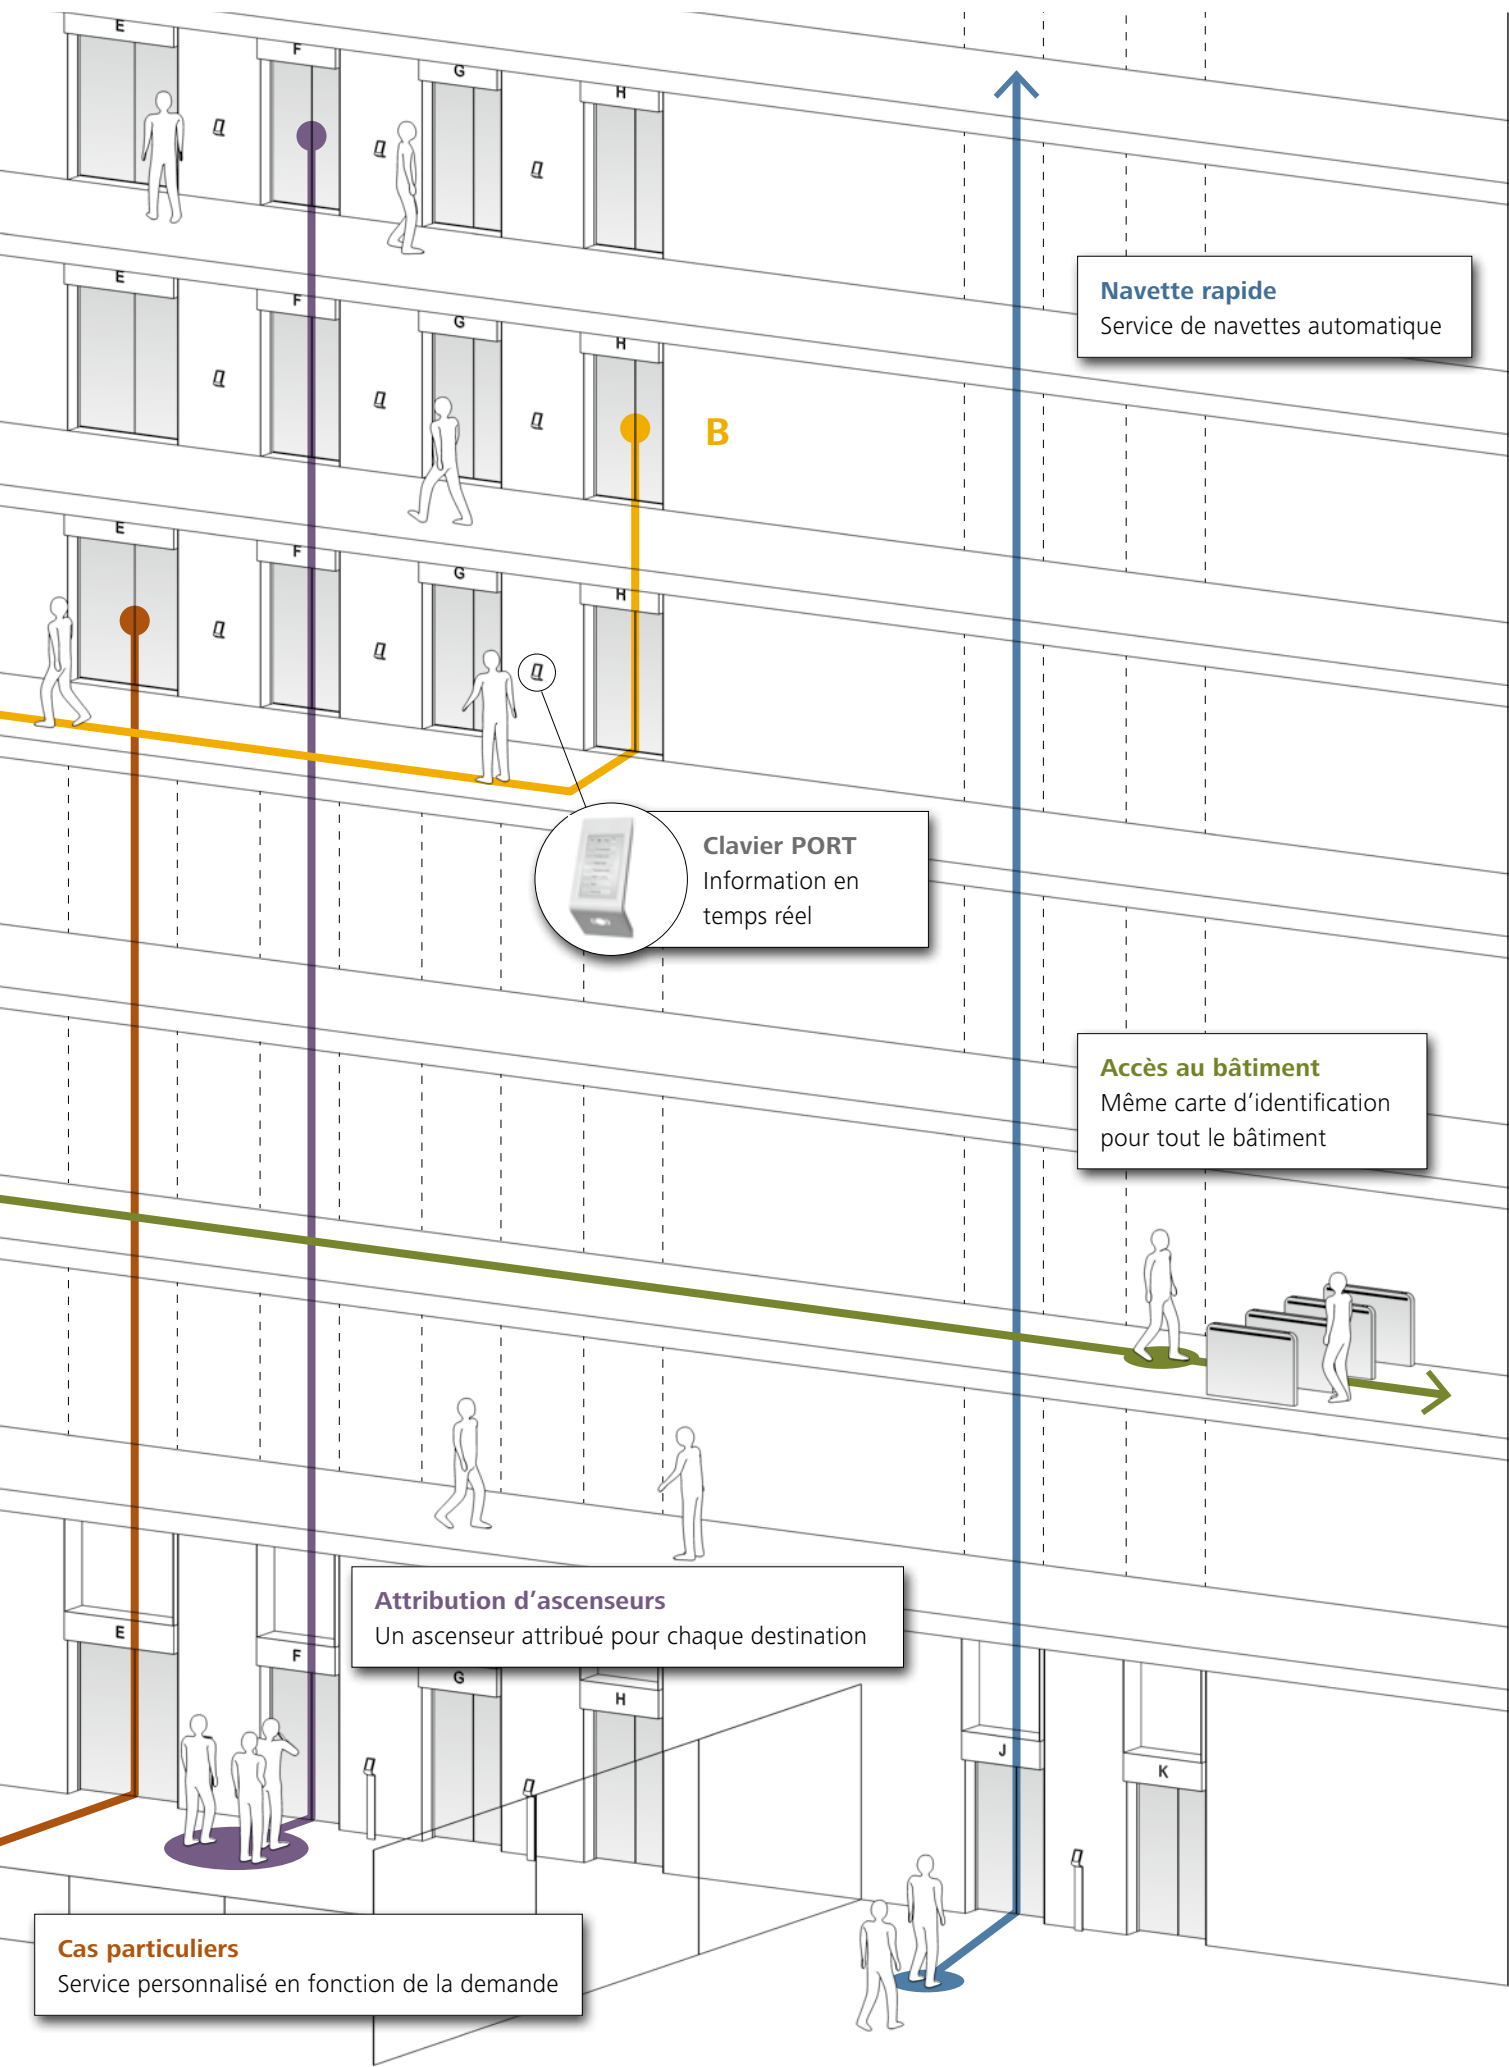 E
F
G
H
Navette rapide
Service de navettes automatique
E
F
G
H
B
E
F
G
H
Clavier PORT
Information en
temps réel
Accès au bâtiment
Même carte d’identification
pour tout le bâtiment
Attribution d’ascenseurs
Un ascenseur attribué pour chaque destination
E
F
G
H
J
K
Cas particuliers
Service personnalisé en fonction de la demande